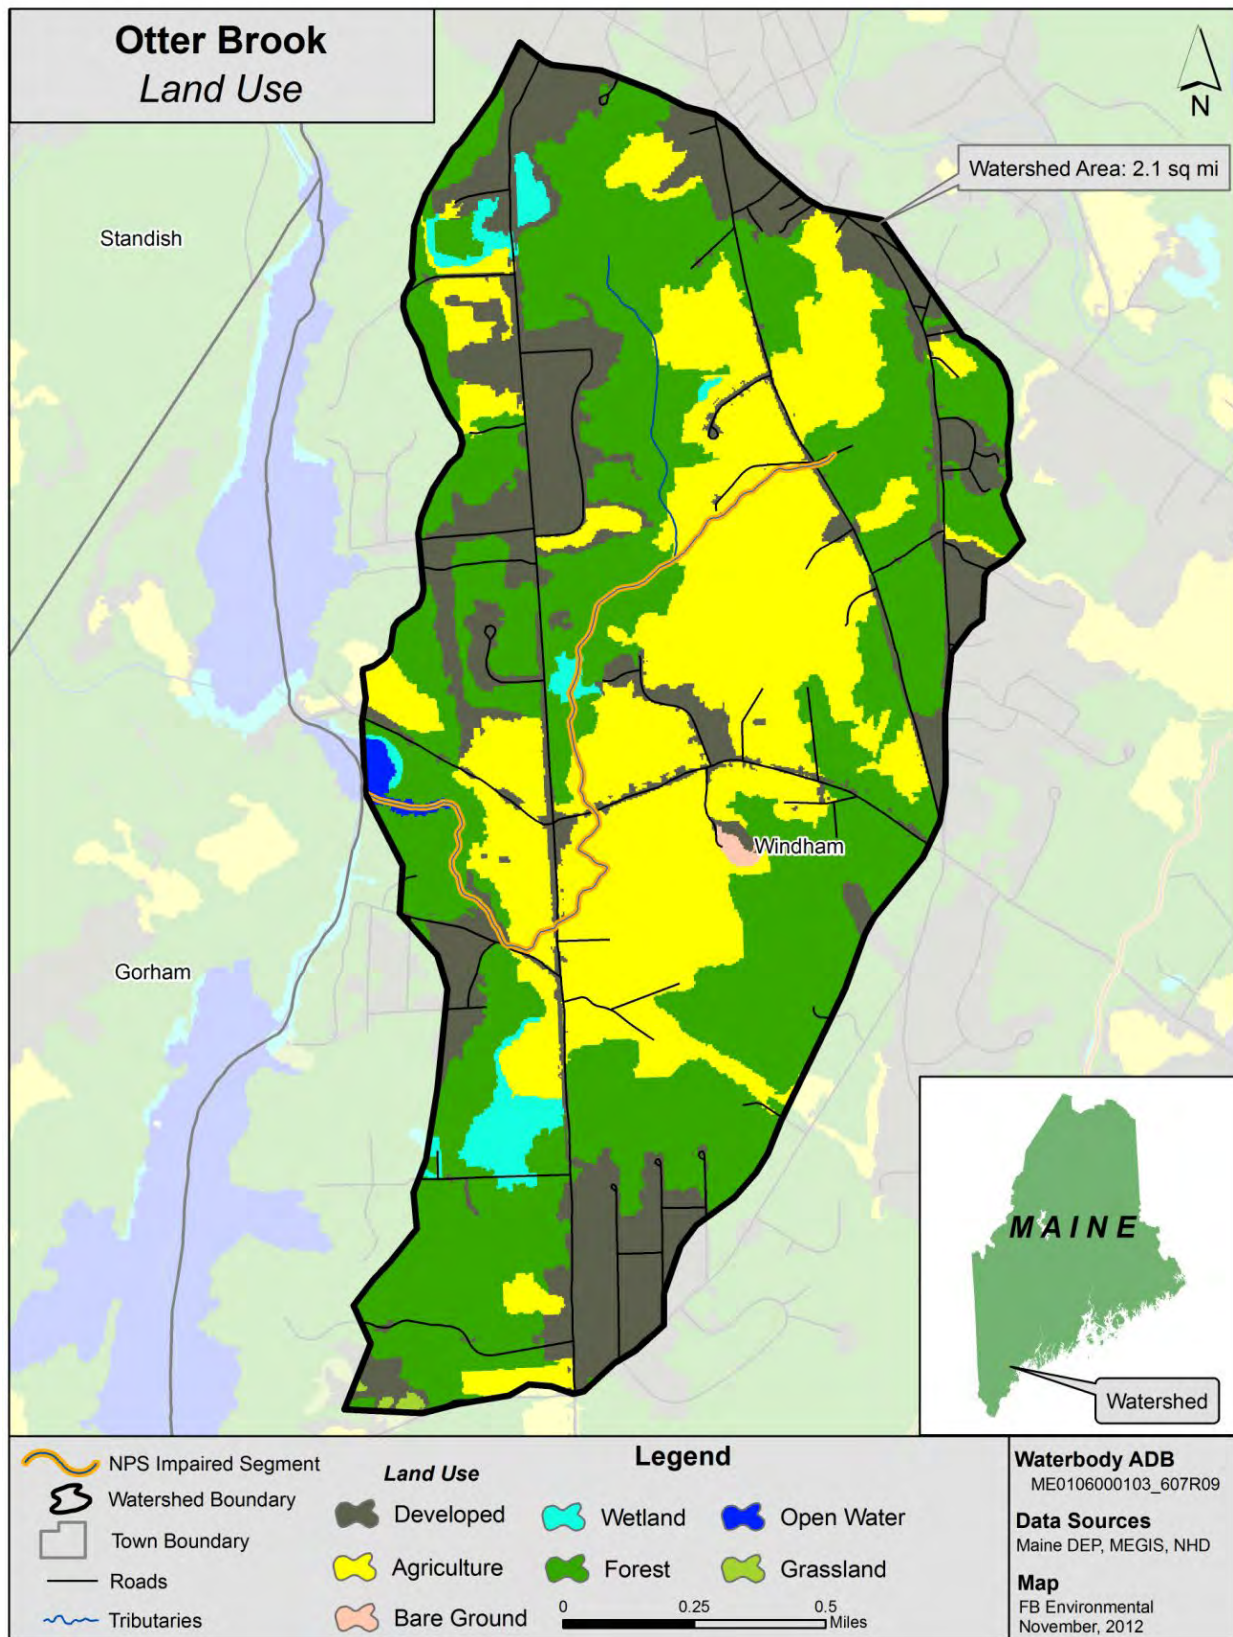 Otter Brook
Land Use
N
Watershed Area: 2.1 sq mi
Standish
Windham
Gorham
MAINE
Watershed
Legend
NPS Impaired Segment
Watershed Boundary
Town Boundary
Roads
Tributaries
Land Use
Developed
Wetland
Open Water
Agriculture
Forest
Grassland
Bare Ground
0 0.25 0.5
Miles
Waterbody ADB
ME0106000103_607R09
Data Sources
Maine DEP, MEGIS, NHD
Map
FB Environmental
November, 2012